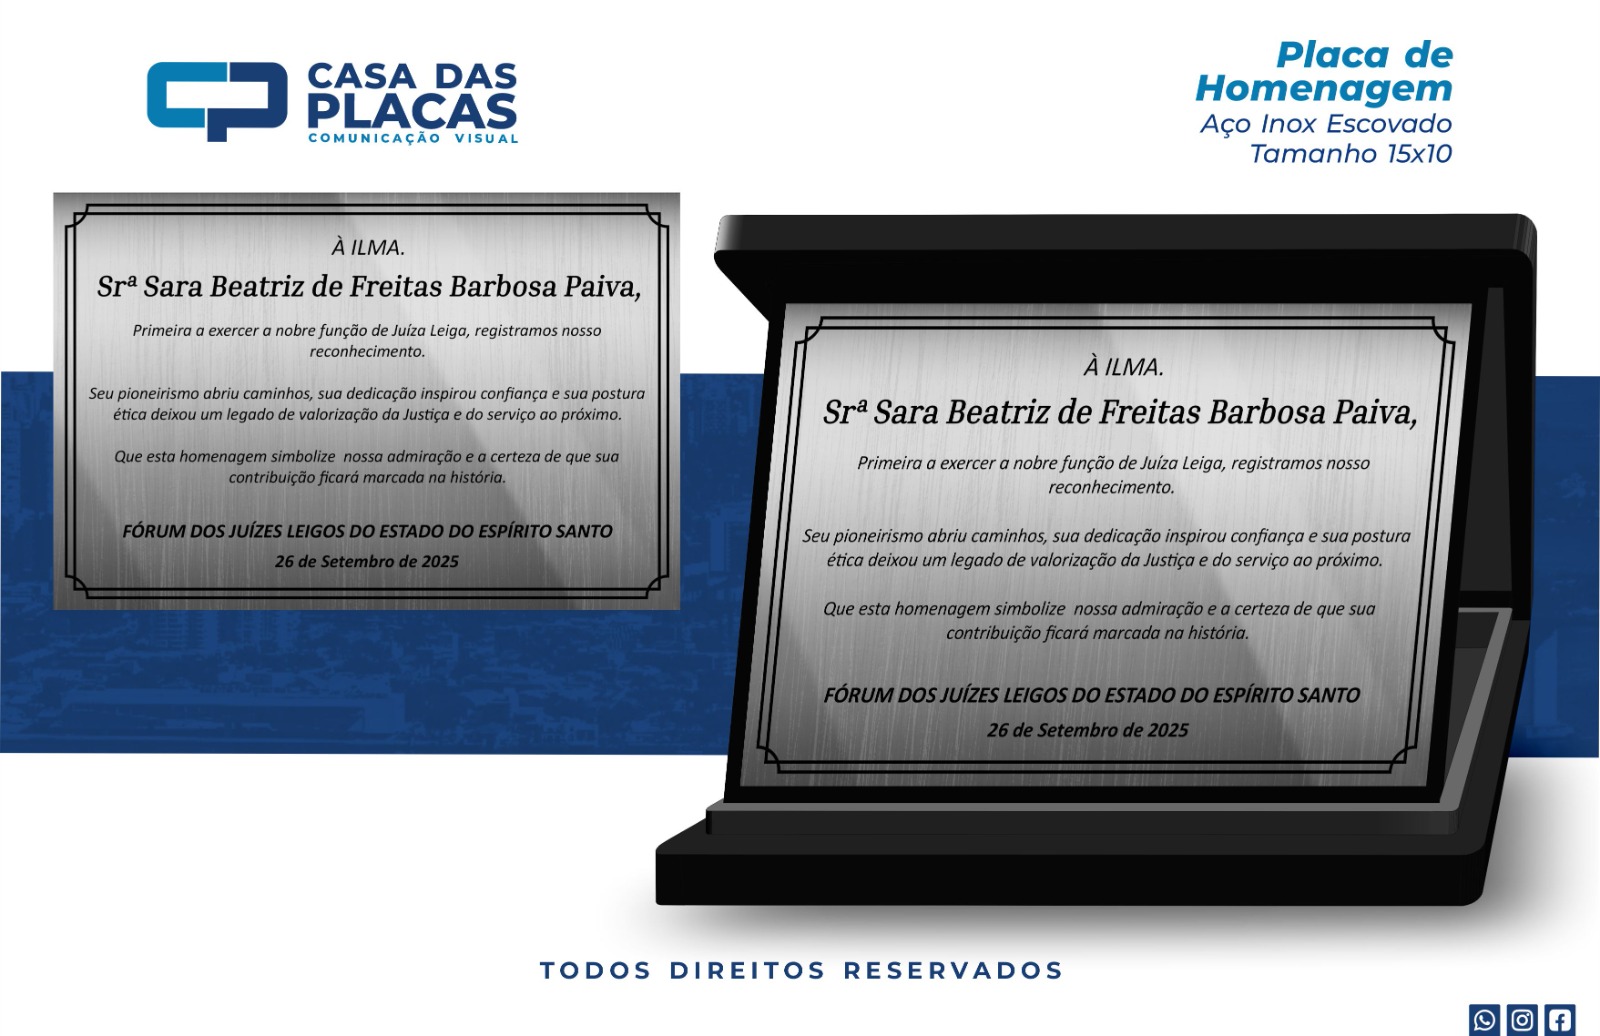 CASA DAS
PLACAS
COMUNICAÇÃO VISUAL
Placa de
Homenagem
Aço Inox Escovado
Tamanho 15x10
À ILMA.
Srª Sara Beatriz de Freitas Barbosa Paiva,
Primeira a exercer a nobre função de Juíza Leiga, registramos nosso
reconhecimento.
Seu pioneirismo abriu caminhos, sua dedicação inspirou confiança e sua postura
ética deixou um legado de valorização da Justiça e do serviço ao próximo.
Que esta homenagem simbolize  nossa admiração e a certeza de que sua
contribuição ficará marcada na história.
FÓRUM DOS JUÍZES LEIGOS DO ESTADO DO ESPÍRITO SANTO
26 de Setembro de 2025
À ILMA.
Srª Sara Beatriz de Freitas Barbosa Paiva,
Primeira a exercer a nobre função de Juíza Leiga, registramos nosso
reconhecimento.
Seu pioneirismo abriu caminhos, sua dedicação inspirou confiança e sua postura
ética deixou um legado de valorização da Justiça e do serviço ao próximo.
Que esta homenagem simbolize  nossa admiração e a certeza de que sua
contribuição ficará marcada na história.
FÓRUM DOS JUÍZES LEIGOS DO ESTADO DO ESPÍRITO SANTO
26 de Setembro de 2025
TODOS DIREITOS RESERVADOS